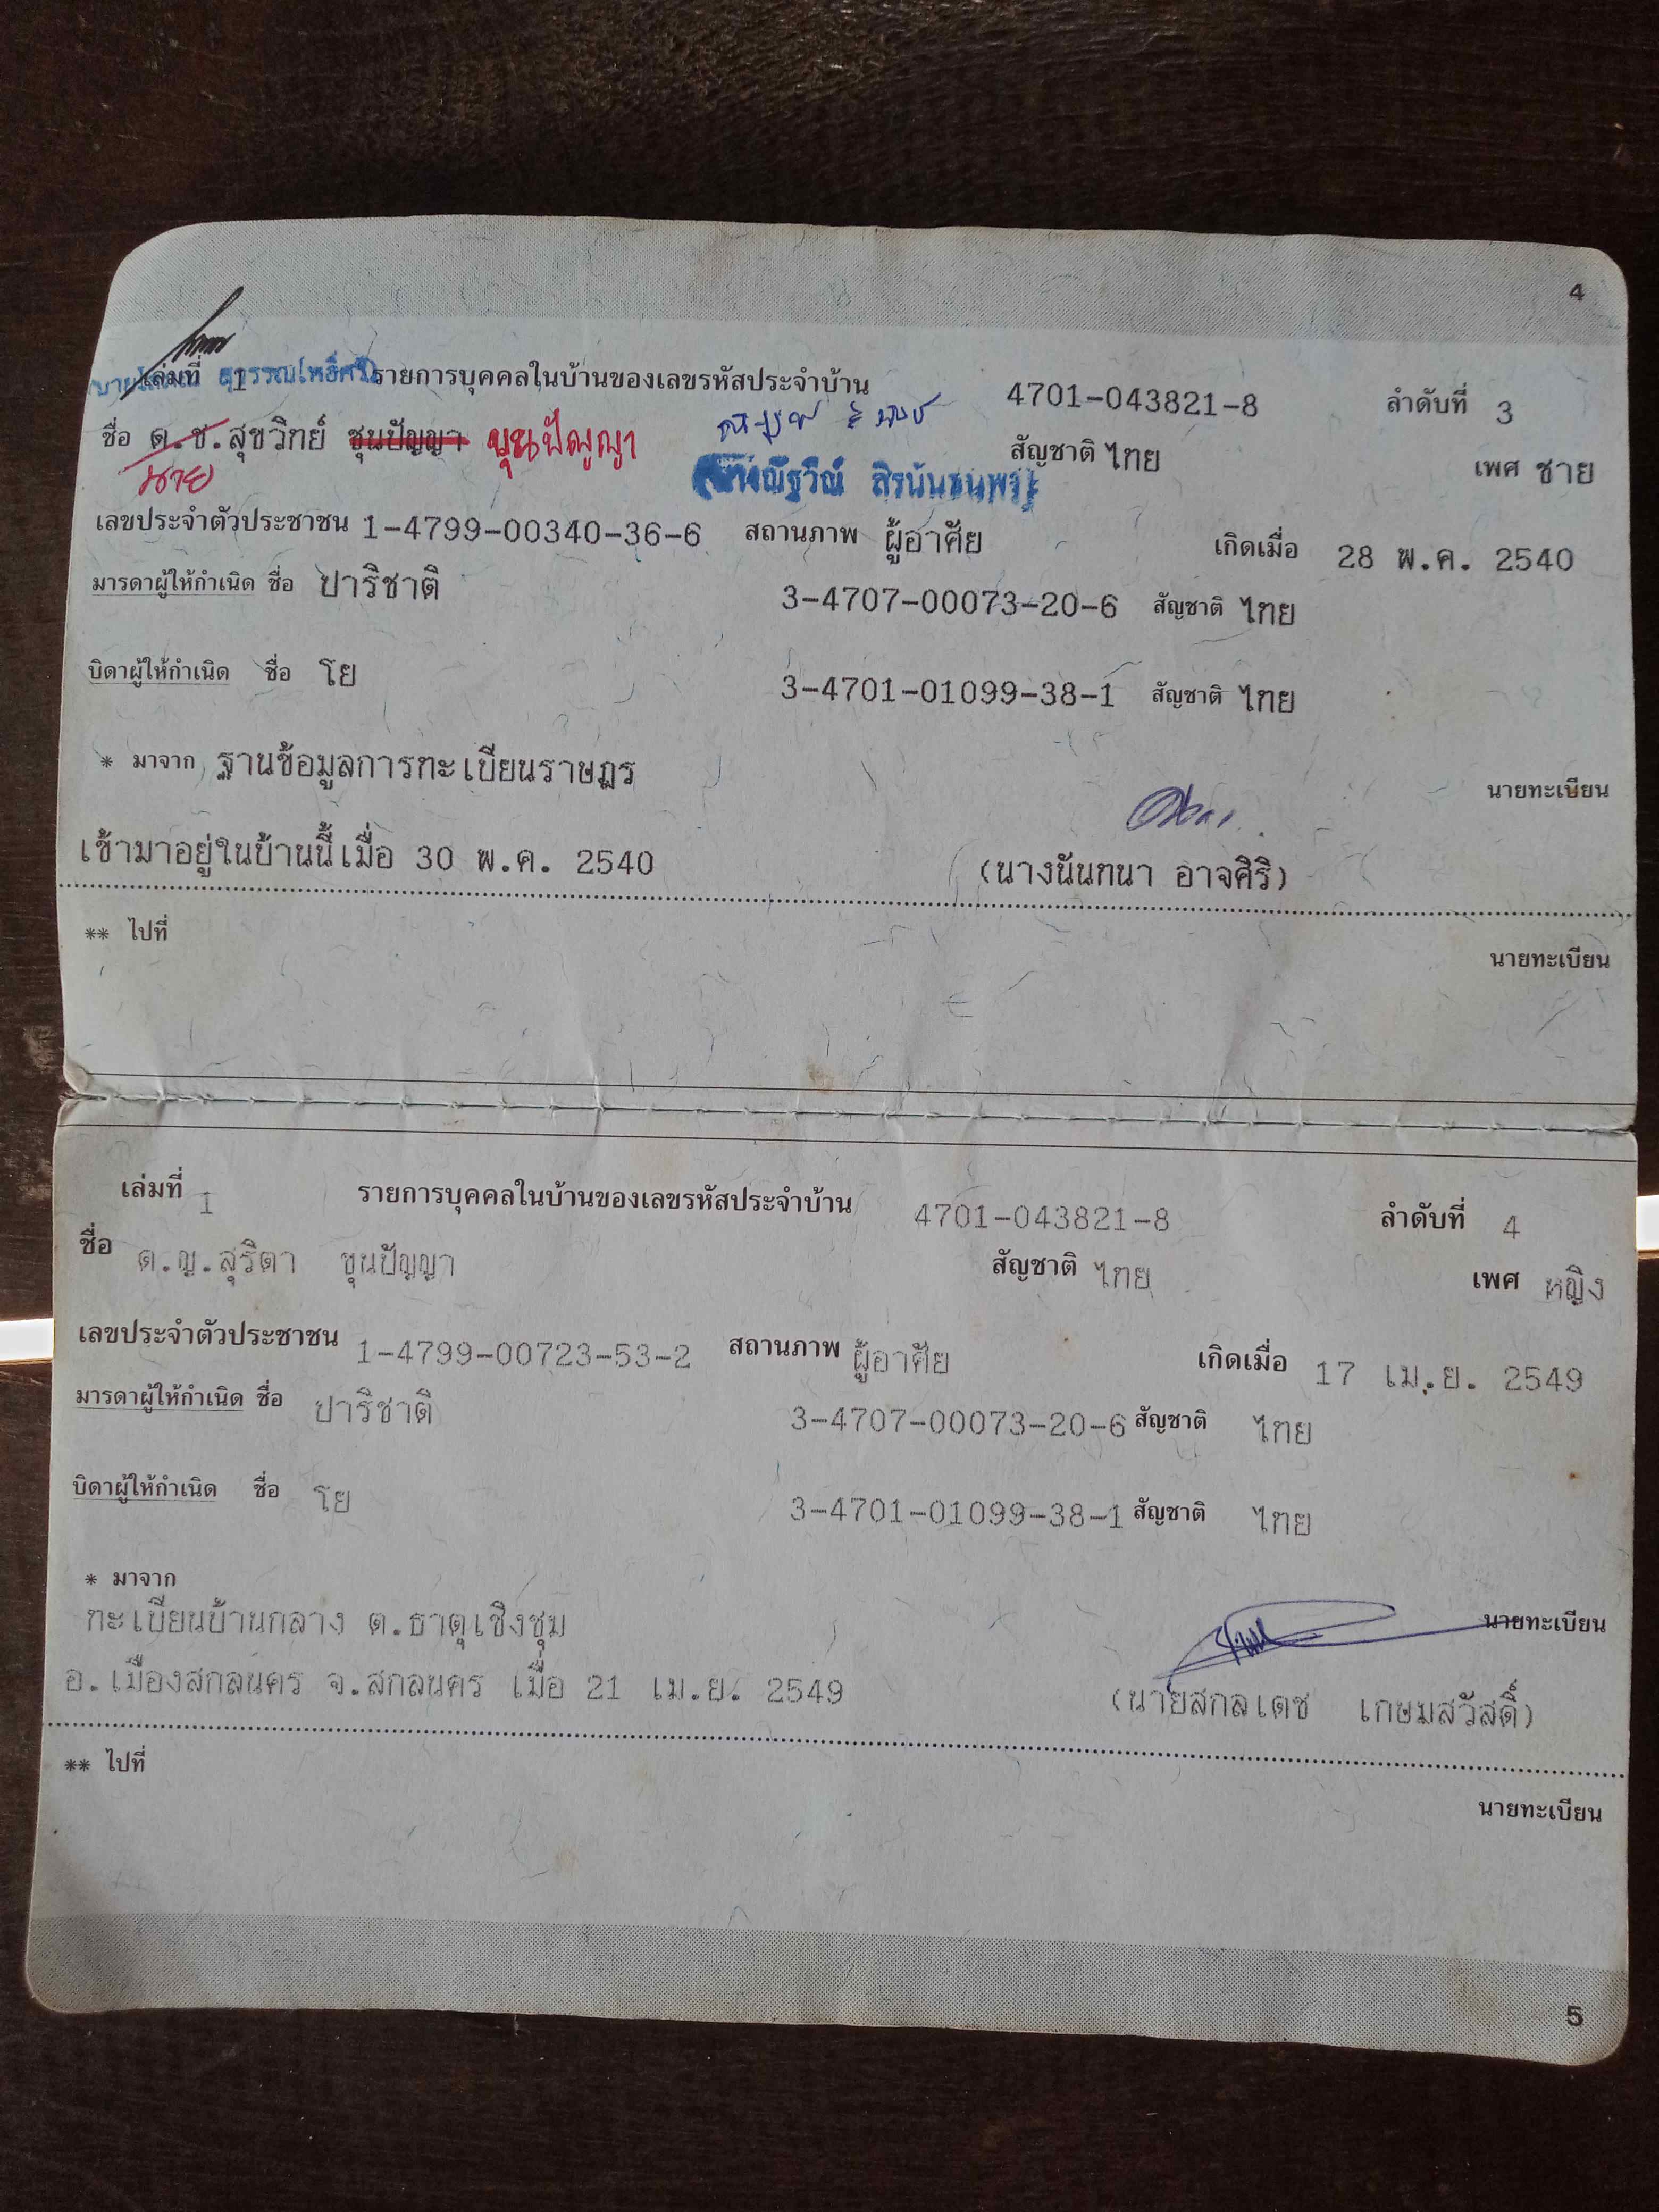 4
เล่มที่ 1 รายการบุคคลในบ้านของเลขรหัสประจำบ้าน 4701-043821-8 ลำดับที่ 3
ชื่อ ด.ช.สุขวิทย์ ชุนปัญญา ขุนปัญญา สัญชาติ ไทย เพศ ชาย
นาย
เลขประจำตัวประชาชน 1-4799-00340-36-6 สถานภาพ ผู้อาศัย เกิดเมื่อ 28 พ.ค. 2540
มารดาผู้ให้กำเนิด ชื่อ ปาริชาติ 3-4707-00073-20-6 สัญชาติ ไทย
บิดาผู้ให้กำเนิด ชื่อ โย 3-4701-01099-38-1 สัญชาติ ไทย
* มาจาก ฐานข้อมูลการทะเบียนราษฎร นายทะเบียน
เข้ามาอยู่ในบ้านนี้เมื่อ 30 พ.ค. 2540 (นางนันทนา อาจศิริ)
** ไปที่ นายทะเบียน
เล่มที่ 1 รายการบุคคลในบ้านของเลขรหัสประจำบ้าน 4701-043821-8 ลำดับที่ 4
ชื่อ ด.ญ.สุริตา ขุนปัญญา สัญชาติ ไทย เพศ หญิง
เลขประจำตัวประชาชน 1-4799-00723-53-2 สถานภาพ ผู้อาศัย เกิดเมื่อ 17 เม.ย. 2549
มารดาผู้ให้กำเนิด ชื่อ ปาริชาติ 3-4707-00073-20-6 สัญชาติ ไทย
บิดาผู้ให้กำเนิด ชื่อ โย 3-4701-01099-38-1 สัญชาติ ไทย
* มาจาก
ทะเบียนบ้านกลาง ต.ธาตุเชิงชุม นายทะเบียน
อ.เมืองสกลนคร จ.สกลนคร เมื่อ 21 เม.ย. 2549 (นายสกลเดช เกษมสวัสดิ์)
** ไปที่
นายทะเบียน
5